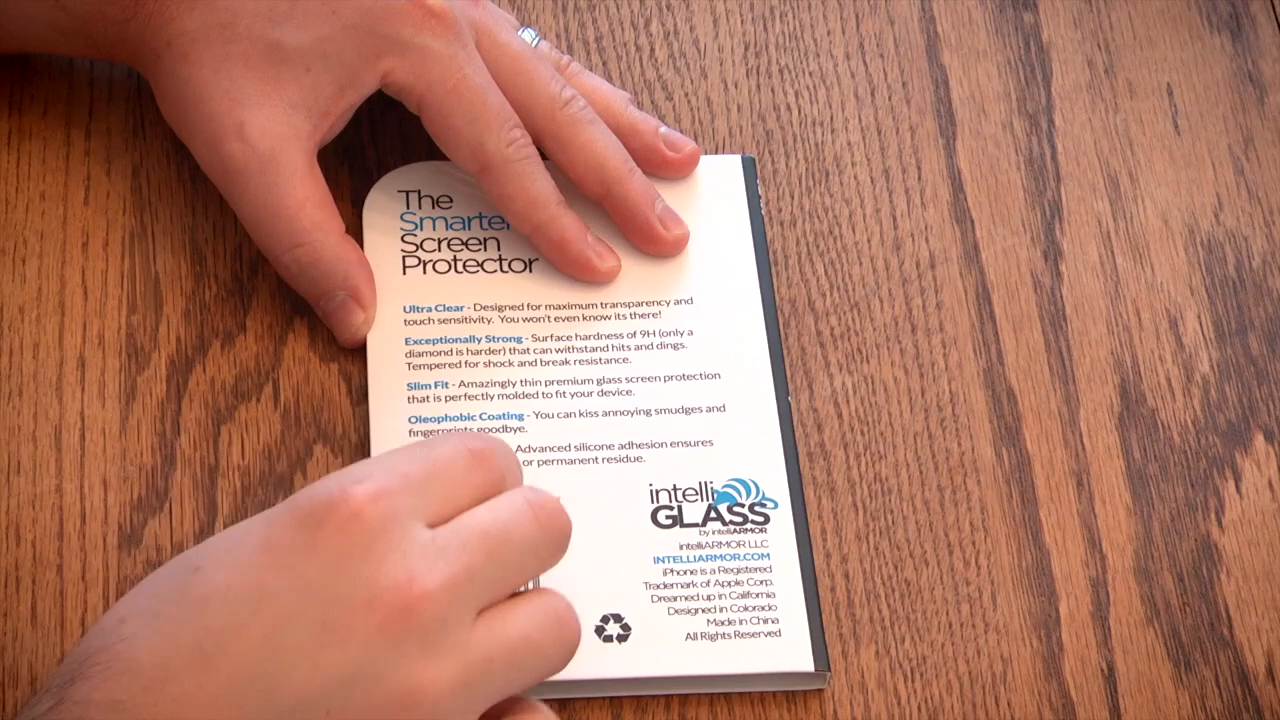 The
Smarter
Screen
Protector
Ultra Clear - Designed for maximum transparency and
touch sensitivity. You won't even know its there!
Exceptionally Strong - Surface hardness of 9H (only a
diamond is harder) that can withstand hits and dings.
Tempered for shock and break resistance.
Slim Fit - Amazingly thin premium glass screen protection
that is perfectly molded to fit your device.
Oleophobic Coating - You can kiss annoying smudges and
fingerprints goodbye.
Advanced silicone adhesion ensures
or permanent residue.
intelli
GLASS
by intelliARMOR
intelliARMOR LLC
INTELLIARMOR.COM
iPhone is a Registered
Trademark of Apple Corp.
Dreamed up in California
Designed in Colorado
Made in China
All Rights Reserved